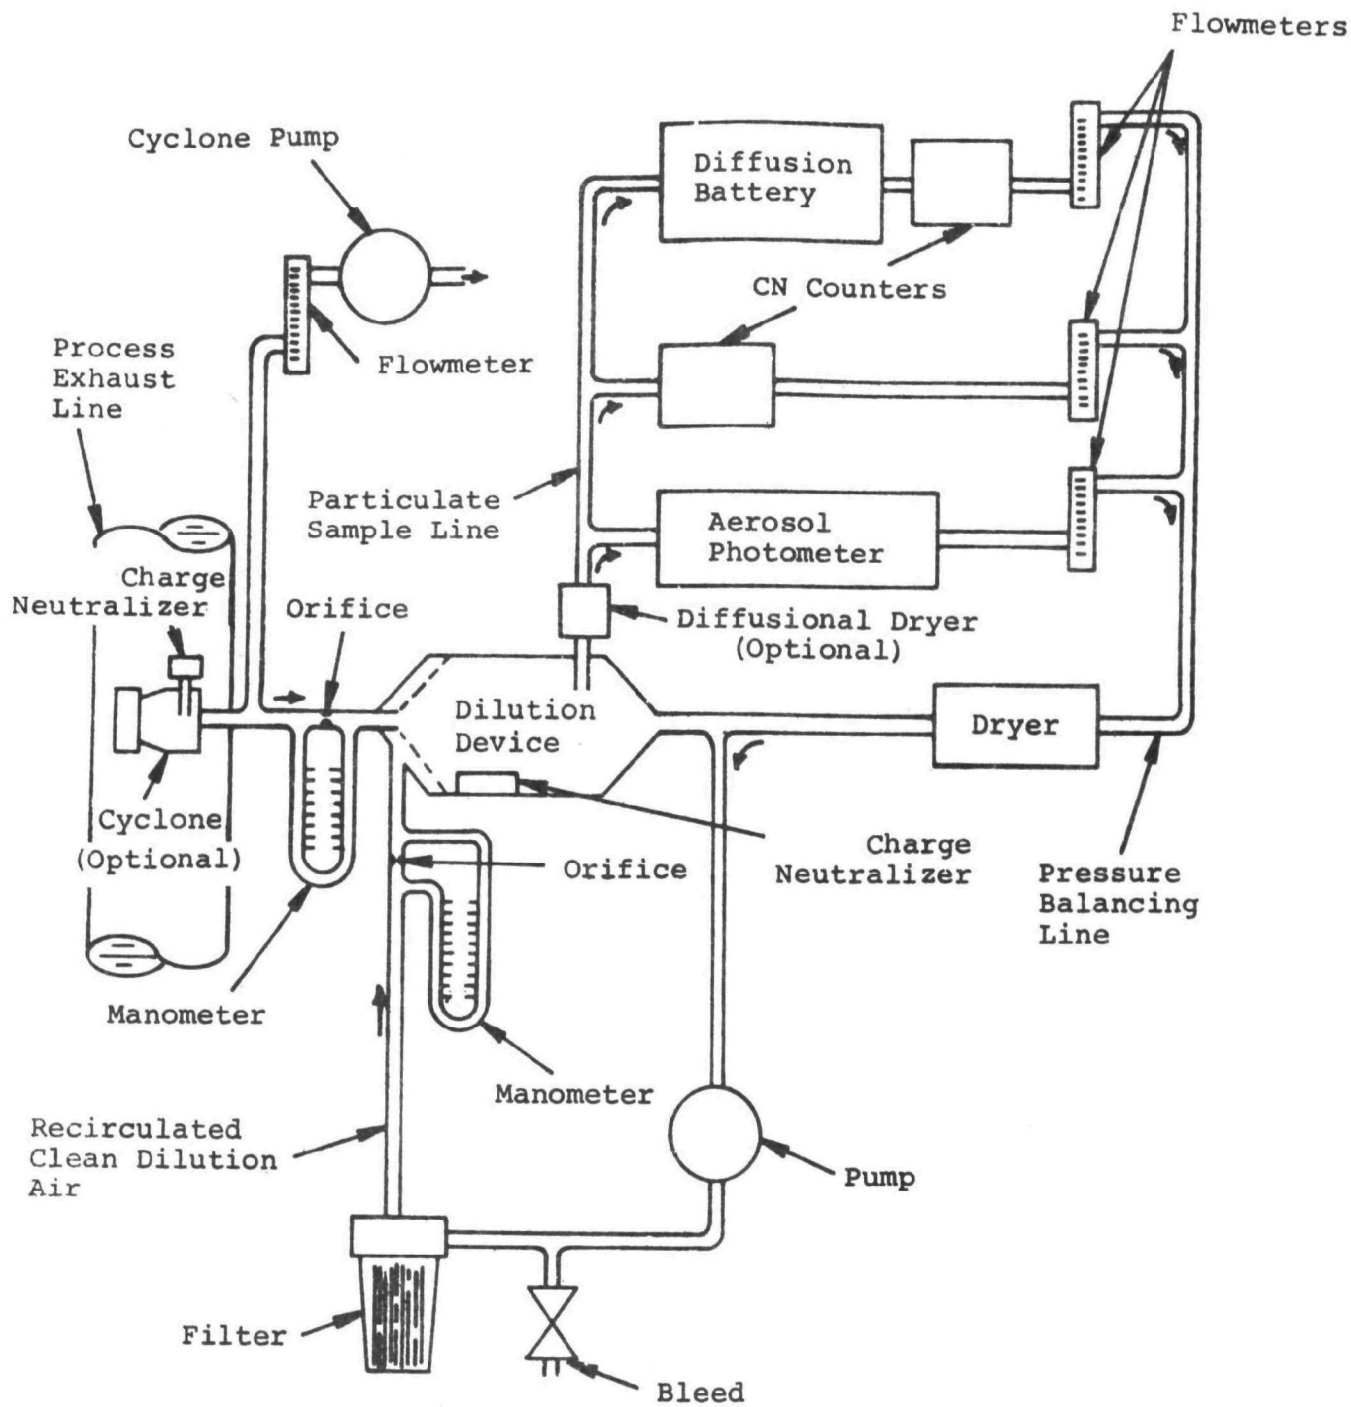 Flowmeters
Cyclone Pump
Diffusion
Battery
CN Counters
Process
Exhaust
Line
Flowmeter
Particulate
Sample Line
Aerosol
Photometer
Charge
Neutralizer
Orifice
Diffusional Dryer
(Optional)
Dilution
Device
Dryer
Cyclone
(Optional)
Orifice
Charge
Neutralizer
Pressure
Balancing
Line
Manometer
Manometer
Recirculated
Clean Dilution
Air
Pump
Filter
Bleed